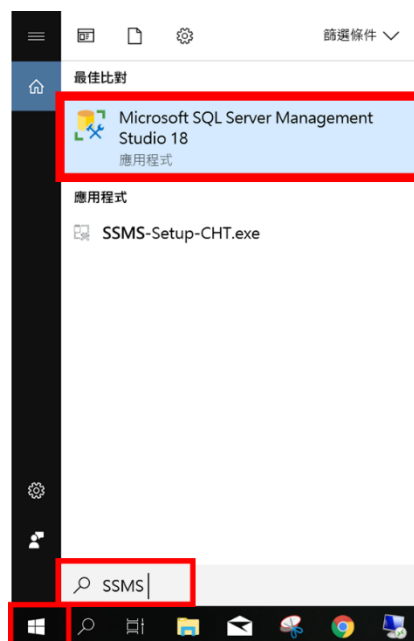 篩選條件
最佳比對
Microsoft SQL Server Management
Studio 18
應用程式
應用程式
SSMS-Setup-CHT.exe
SSMS